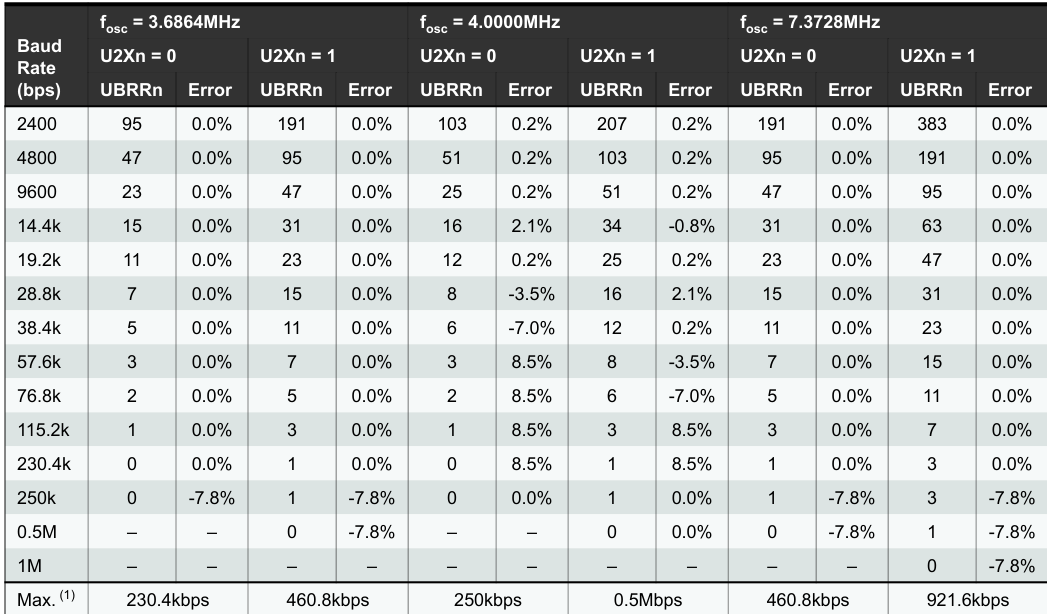 fosc = 3.6864MHz fosc = 4.0000MHz fosc = 7.3728MHz
Baud Rate (bps) U2Xn = 0 U2Xn = 1 U2Xn = 0 U2Xn = 1 U2Xn = 0 U2Xn = 1
UBRRn Error UBRRn Error UBRRn Error UBRRn Error UBRRn Error UBRRn Error
2400 95 0.0% 191 0.0% 103 0.2% 207 0.2% 191 0.0% 383 0.0%
4800 47 0.0% 95 0.0% 51 0.2% 103 0.2% 95 0.0% 191 0.0%
9600 23 0.0% 47 0.0% 25 0.2% 51 0.2% 47 0.0% 95 0.0%
14.4k 15 0.0% 31 0.0% 16 2.1% 34 -0.8% 31 0.0% 63 0.0%
19.2k 11 0.0% 23 0.0% 12 0.2% 25 0.2% 23 0.0% 47 0.0%
28.8k 7 0.0% 15 0.0% 8 -3.5% 16 2.1% 15 0.0% 31 0.0%
38.4k 5 0.0% 11 0.0% 6 -7.0% 12 0.2% 11 0.0% 23 0.0%
57.6k 3 0.0% 7 0.0% 3 8.5% 8 -3.5% 7 0.0% 15 0.0%
76.8k 2 0.0% 5 0.0% 2 8.5% 6 -7.0% 5 0.0% 11 0.0%
115.2k 1 0.0% 3 0.0% 1 8.5% 3 8.5% 3 0.0% 7 0.0%
230.4k 0 0.0% 1 0.0% 0 8.5% 1 8.5% 1 0.0% 3 0.0%
250k 0 -7.8% 1 -7.8% 0 0.0% 1 0.0% 1 -7.8% 3 -7.8%
0.5M – – 0 -7.8% – – 0 0.0% 0 -7.8% 1 -7.8%
1M – – – – – – – – – – 0 -7.8%
Max. (1) 230.4kbps 460.8kbps 250kbps 0.5Mbps 460.8kbps 921.6kbps